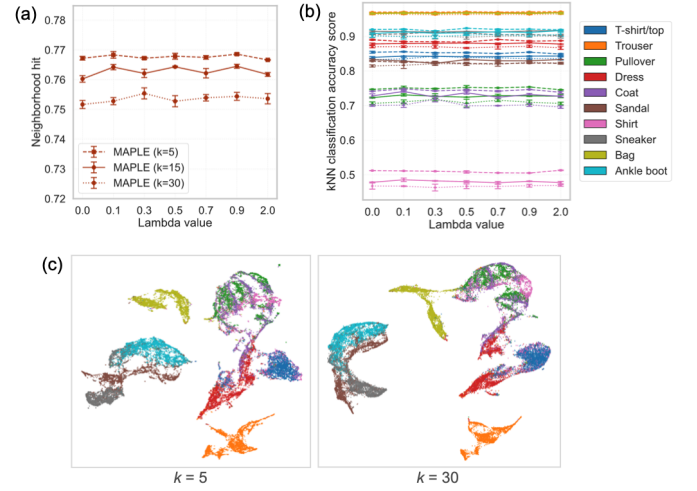 (a)
0.78
0.77
0.76
0.75
0.74
0.73
0.72
Neighborhood hit
MAPLE (k=5)
MAPLE (k=15)
MAPLE (k=30)
0.0 0.1 0.3 0.5 0.7 0.9 2.0
Lambda value
(b)
0.9
0.8
0.7
0.6
0.5
kNN classification accuracy score
0.0 0.1 0.3 0.5 0.7 0.9 2.0
Lambda value
T-shirt/top
Trouser
Pullover
Dress
Coat
Sandal
Shirt
Sneaker
Bag
Ankle boot
(c)
k = 5
k = 30